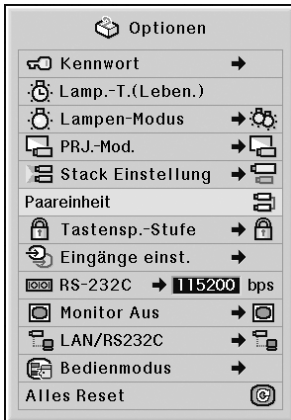 Optionen
Kennwort
Lamp.-T.(Leben.)
Lampen-Modus
PRJ.-Mod.
Stack Einstellung
Paareinheit
Tastensp.-Stufe
Eingänge einst.
RS-232C 115200 bps
Monitor Aus
LAN/RS232C
Bedienmodus
Alles Reset